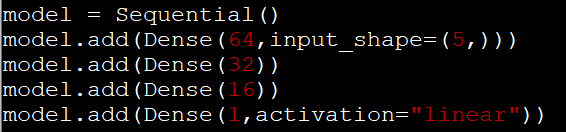 model = Sequential()
model.add(Dense(64,input_shape=(5,)))
model.add(Dense(32))
model.add(Dense(16))
model.add(Dense(1,activation="linear"))